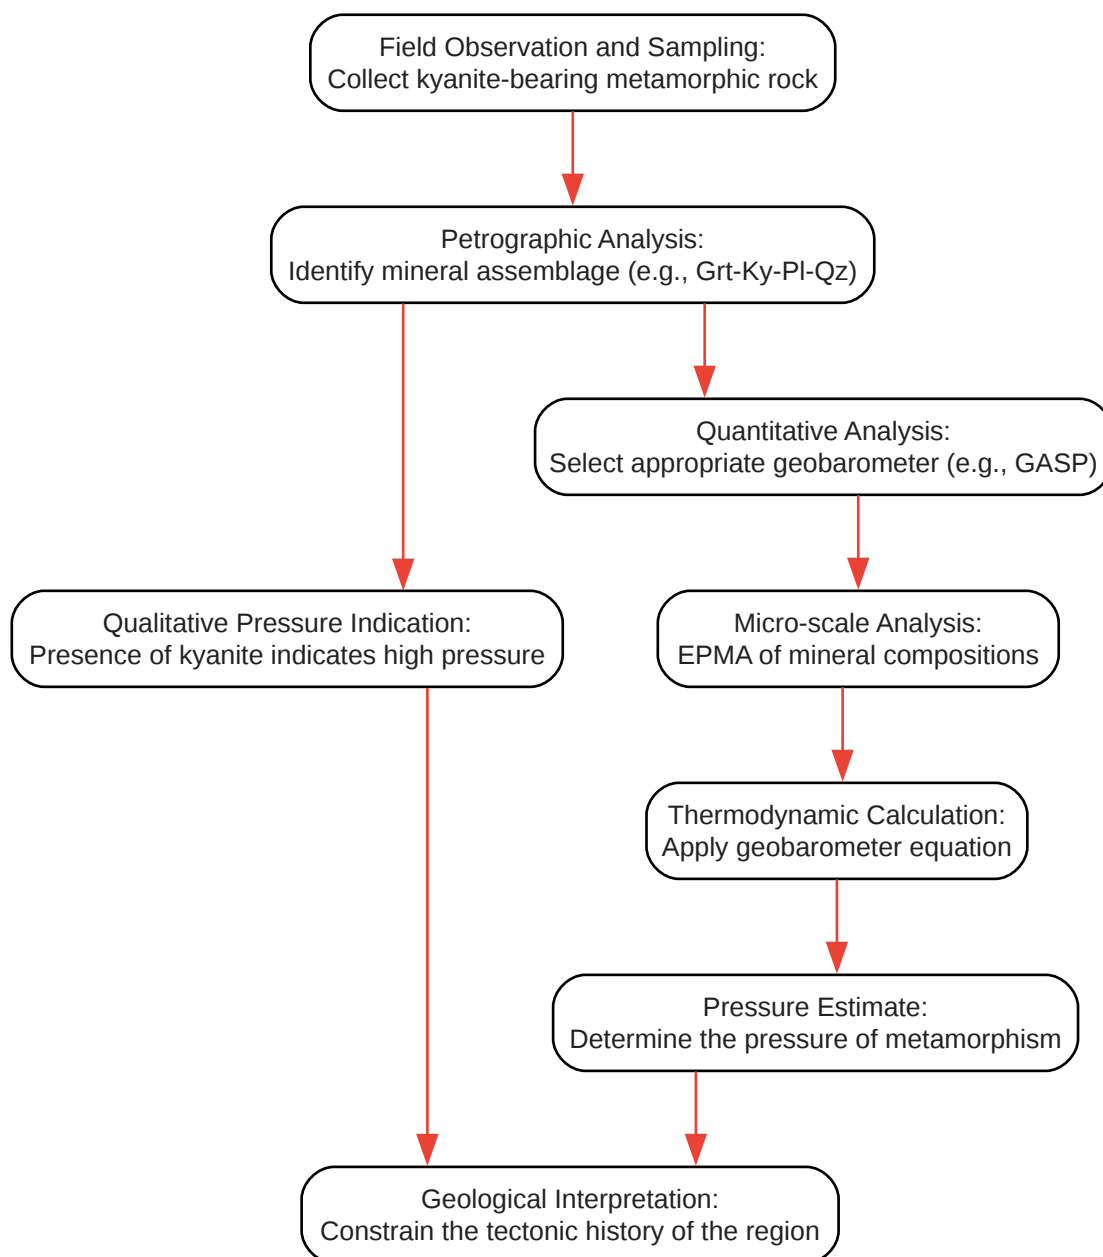 Field Observation and Sampling:
Collect kyanite-bearing metamorphic rock
Petrographic Analysis:
Identify mineral assemblage (e.g., Grt-Ky-Pl-Qz)
Quantitative Analysis:
Select appropriate geobarometer (e.g., GASP)
Qualitative Pressure Indication:
Presence of kyanite indicates high pressure
Micro-scale Analysis:
EPMA of mineral compositions
Thermodynamic Calculation:
Apply geobarometer equation
Pressure Estimate:
Determine the pressure of metamorphism
Geological Interpretation:
Constrain the tectonic history of the region